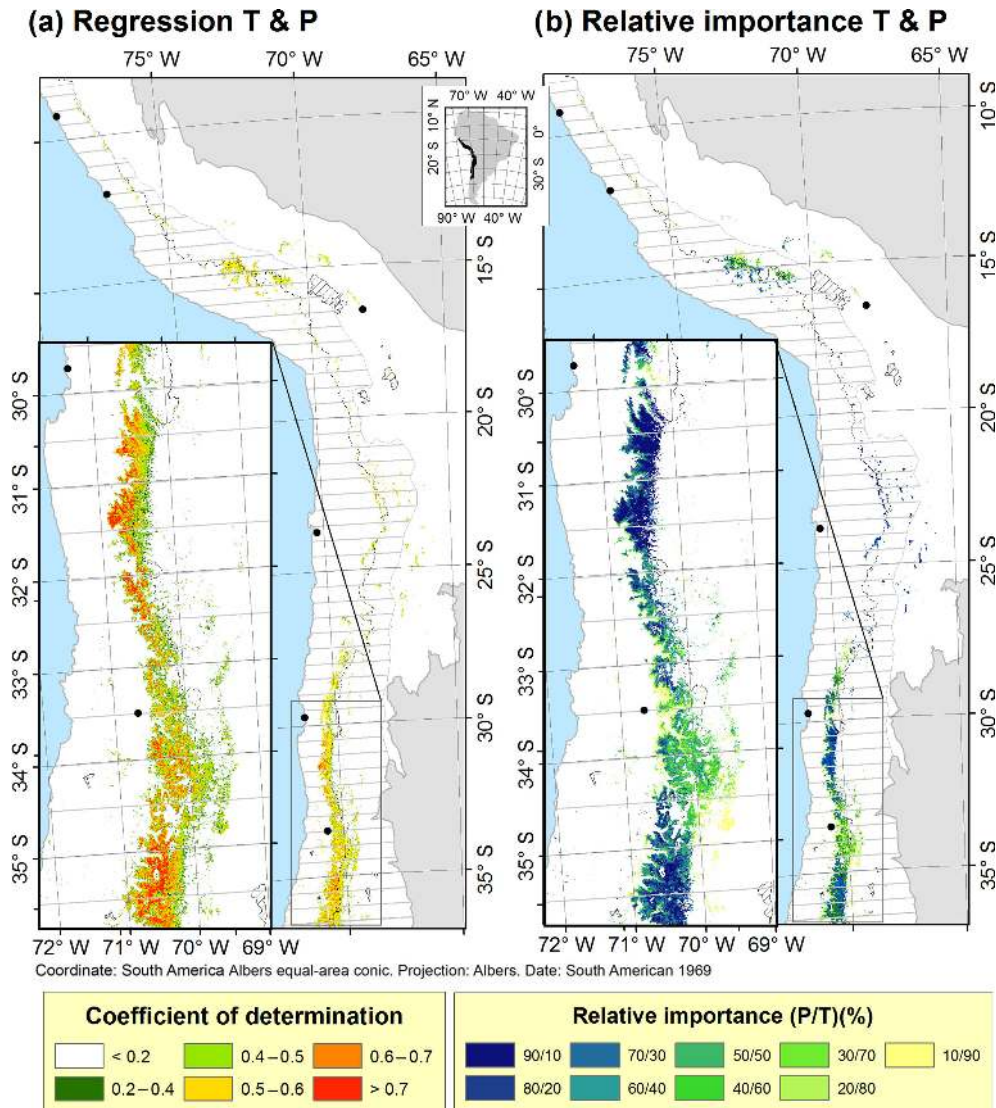 (a) Regression T & P
(b) Relative importance T & P
75° W
70° W
65° W
75° W
70° W
65° W
70° W 40° W
10° N
20° S
0°
30° S
90° W 40° W
10° S
15° S
20° S
25° S
30° S
35° S
15° S
20° S
25° S
30° S
35° S
30° S
31° S
32° S
33° S
34° S
35° S
30° S
31° S
32° S
33° S
34° S
35° S
72° W
71° W
70° W
69° W
72° W
71° W
70° W
69° W
Coordinate: South America Albers equal-area conic. Projection: Albers. Date: South American 1969
Coefficient of determination
< 0.2
0.4–0.5
0.6–0.7
0.2–0.4
0.5–0.6
> 0.7
Relative importance (P/T)(%)
90/10
70/30
50/50
30/70
10/90
80/20
60/40
40/60
20/80